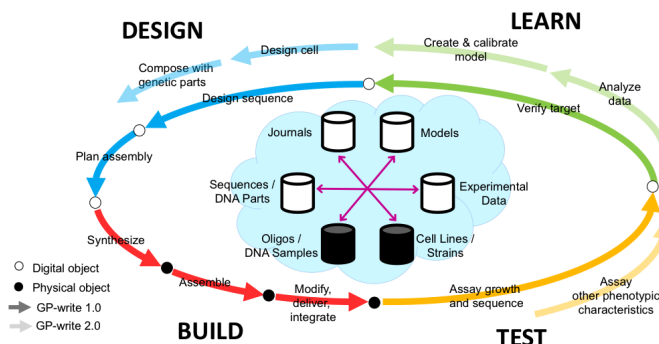 DESIGN
LEARN
Design cell
Create & calibrate
model
Compose with
genetic parts
Analyze
data
Design sequence
Verify target
Journals
Models
Plan assembly
Sequences /
DNA Parts
Experimental
Data
Synthesize
Oligos /
DNA Samples
Cell Lines /
Strains
Digital object
Physical object
GP-write 1.0
GP-write 2.0
Assemble
Modify,
deliver,
integrate
Assay growth
and sequence
Assay
other phenotypic
characteristics
BUILD
TEST